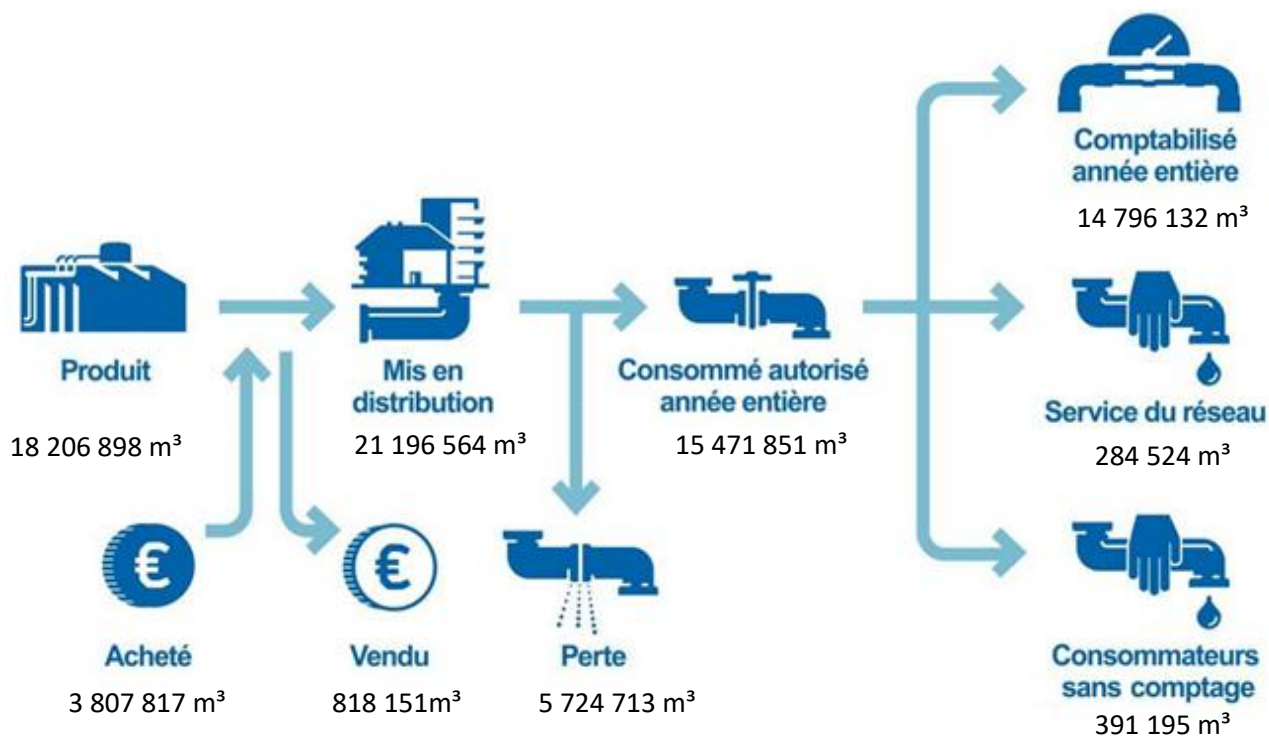 Comptabilisé
année entière
14 796 132 m³
Produit
18 206 898 m³
Mis en
distribution
21 196 564 m³
Consommé autorisé
année entière
15 471 851 m³
Service du réseau
284 524 m³
€
Acheté
3 807 817 m³
€
Vendu
818 151m³
Perte
5 724 713 m³
Consommateurs
sans comptage
391 195 m³